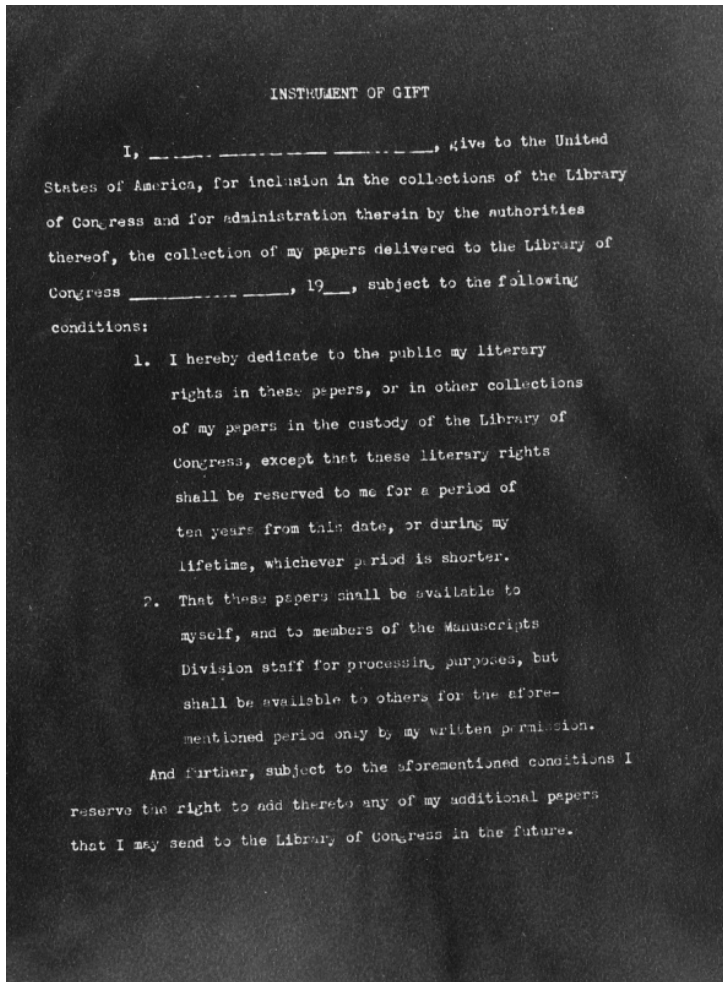 INSTRUMENT OF GIFT
I, ____________________, give to the United
States of America, for inclusion in the collections of the Library
of Congress and for administration therein by the authorities
thereof, the collection of my papers delivered to the Library of
Congress ______________, 19__, subject to the following
conditions:
1. I hereby dedicate to the public my literary
rights in these papers, or in other collections
of my papers in the custody of the Library of
Congress, except that these literary rights
shall be reserved to me for a period of
ten years from this date, or during my
lifetime, whichever period is shorter.
2. That these papers shall be available to
myself, and to members of the Manuscripts
Division staff for processing purposes, but
shall be available to others for the afore-
mentioned period only by my written permission.
And further, subject to the aforementioned conditions I
reserve the right to add thereto any of my additional papers
that I may send to the Library of Congress in the future.